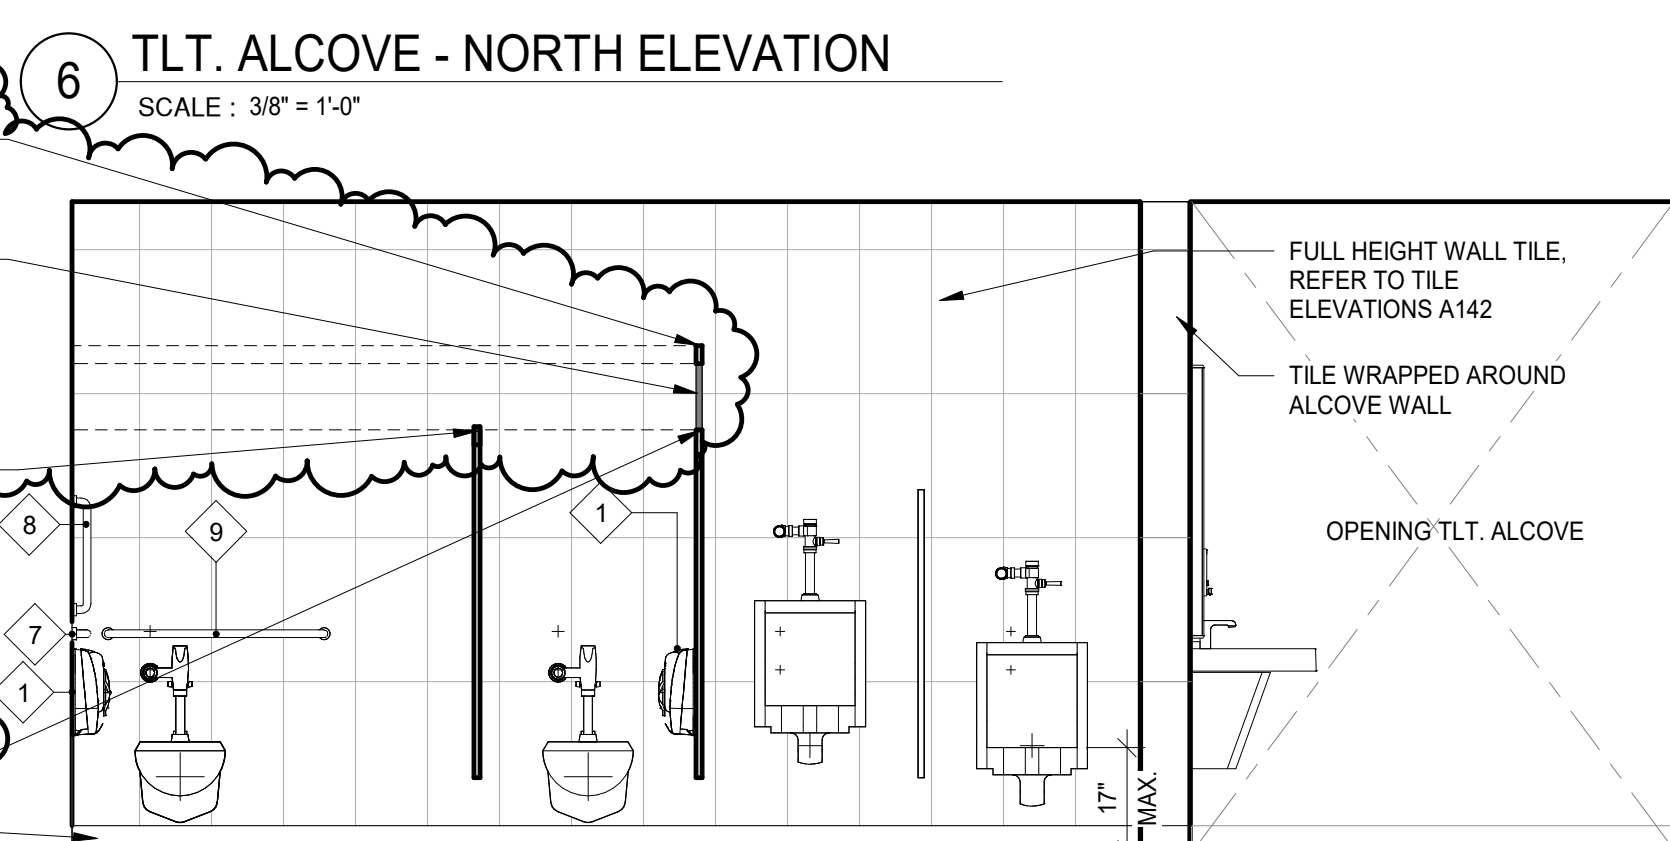 6
TLT. ALCOVE - NORTH ELEVATION
SCALE : 3/8" = 1'-0"
FULL HEIGHT WALL TILE,
REFER TO TILE
ELEVATIONS A142
TILE WRAPPED AROUND
ALCOVE WALL
OPENING TLT. ALCOVE
8
9
1
7
1
17"
MAX.